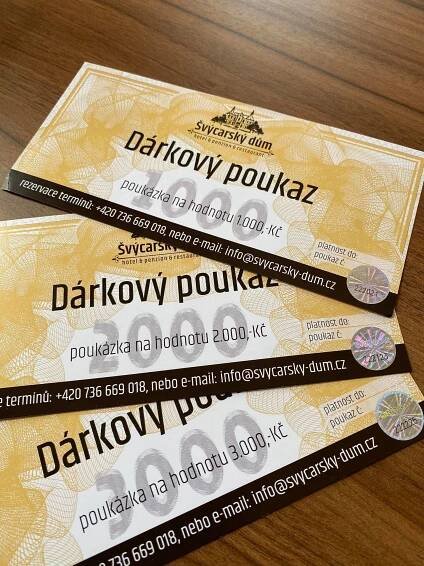 Švýcarský dům
hotel & penzion & restaurant
Dárkový poukaz
1000
poukázka na hodnotu 1.000,-Kč
platnost do:
poukaz č:
rezervace termínů: +420 736 669 018, nebo e-mail: info@svycarsky-dum.cz
Švýcarský
hotel & penzion & restaurant
Dárkový poukaz
2000
poukázka na hodnotu 2.000,-Kč
platnost do:
poukaz č:
termínů: +420 736 669 018, nebo e-mail: info@svycarsky-dum.cz
Dárkový
3000
poukázka na hodnotu 3.000,-Kč
platnost do:
poukaz č:
736 669 018, nebo e-mail: info@svycarsky-dum.cz